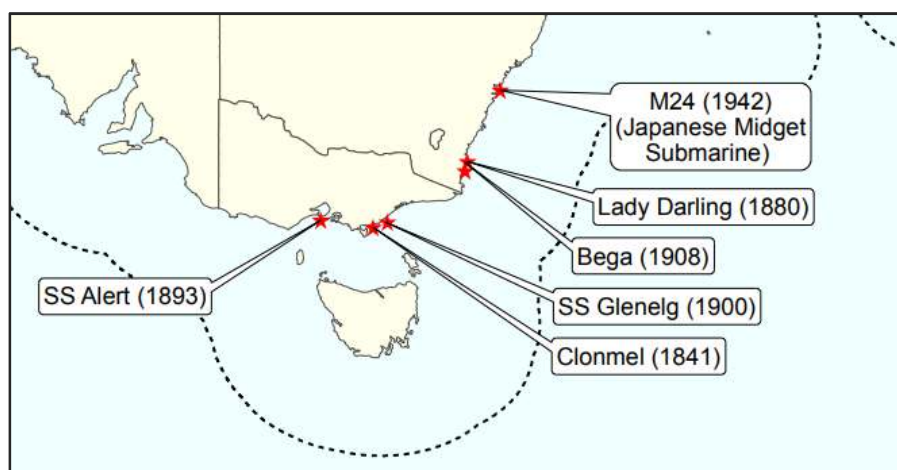 M24 (1942)
(Japanese Midget
Submarine)
Lady Darling (1880)
Bega (1908)
SS Alert (1893)
SS Glenelg (1900)
Clonmel (1841)